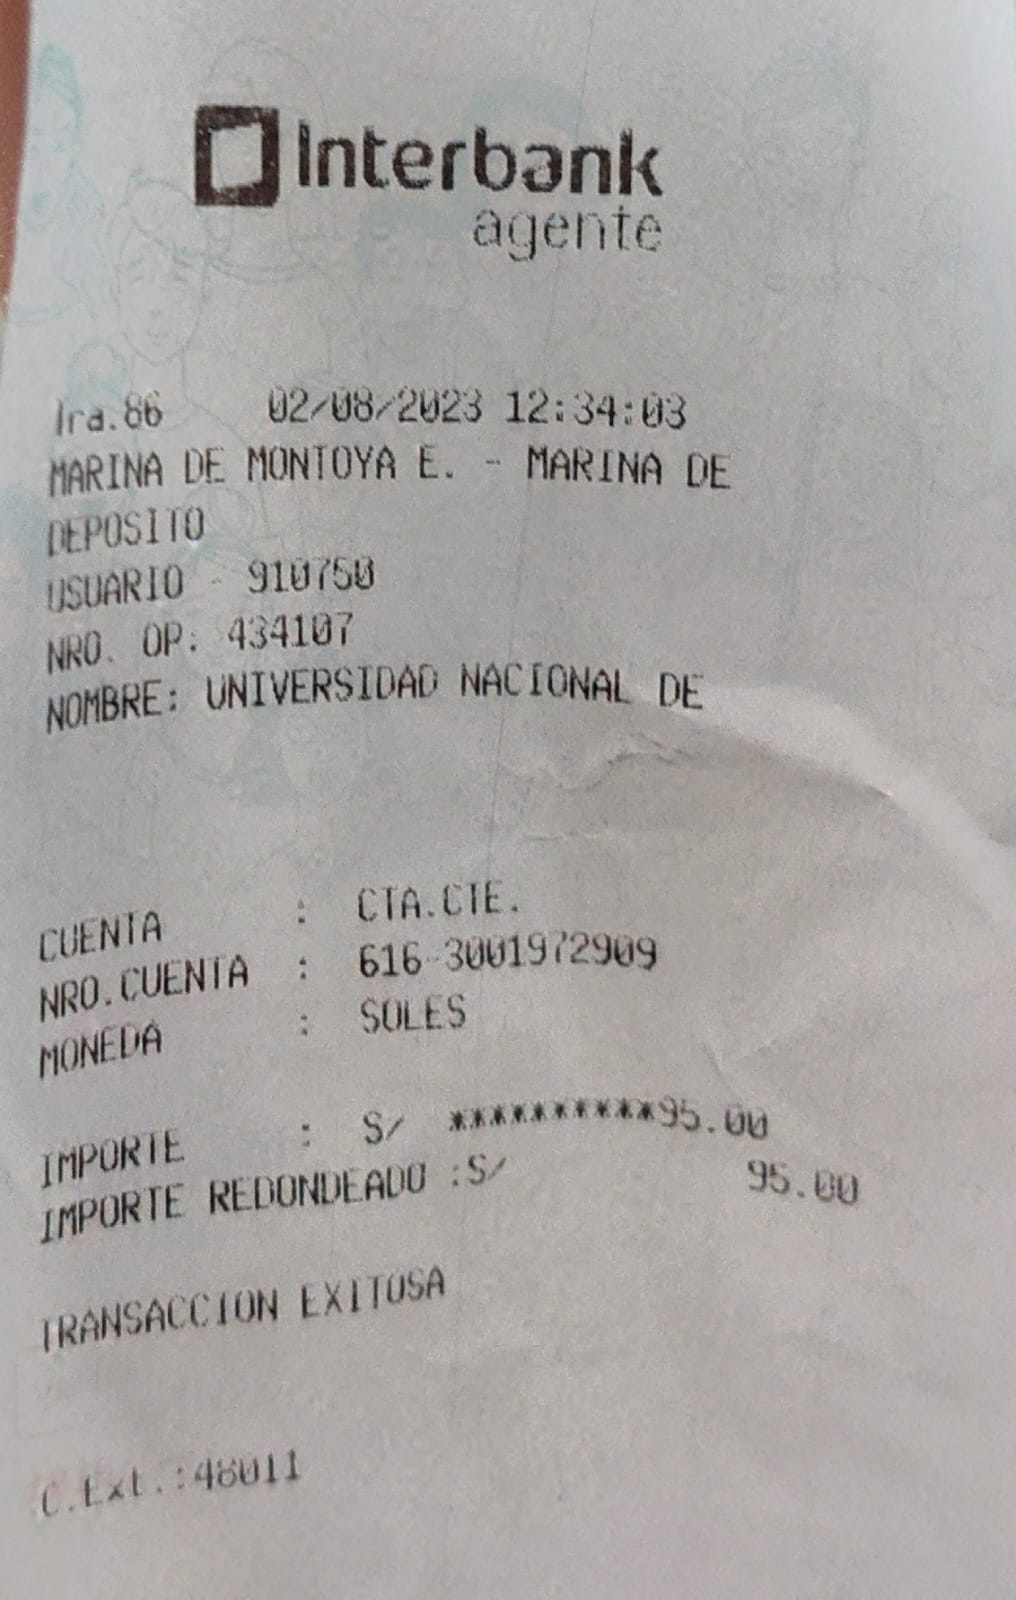 Interbank
agente
Tra.86 02/08/2023 12:34:03
MARINA DE MONTOYA E. - MARINA DE
DEPOSITO
USUARIO - 910750
NRO. OP: 434107
NOMBRE: UNIVERSIDAD NACIONAL DE
CUENTA : CTA.CTE.
NRO.CUENTA : 616-3001972909
MONEDA : SOLES
IMPORTE : S/ **********95.00
IMPORTE REDONDEADO :S/ 95.00
TRANSACCION EXITOSA
C.Ext.:48011